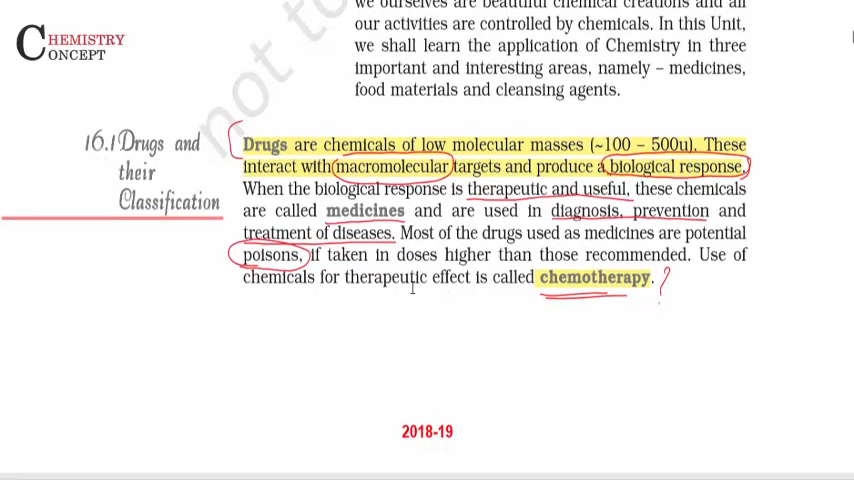 we ourselves are beautiful chemical creations and all
our activities are controlled by chemicals. In this Unit,
we shall learn the application of Chemistry in three
important and interesting areas, namely – medicines,
food materials and cleansing agents.
CHEMISTRY
CONCEPT
not to
16.1 Drugs and
their
Classification
Drugs are chemicals of low molecular masses (~100 – 500u). These
interact with macromolecular targets and produce a biological response.
When the biological response is therapeutic and useful, these chemicals
are called medicines and are used in diagnosis, prevention and
treatment of diseases. Most of the drugs used as medicines are potential
poisons, if taken in doses higher than those recommended. Use of
chemicals for therapeutic effect is called chemotherapy. ?
2018-19